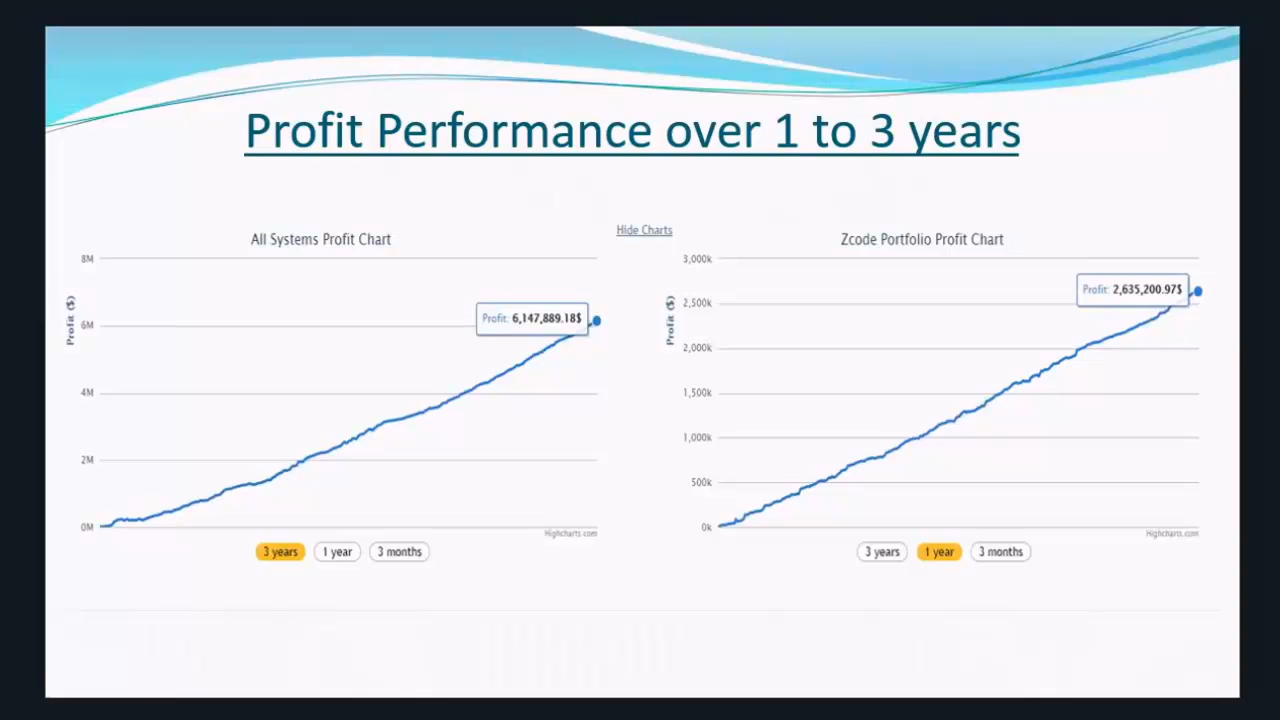 Profit Performance over 1 to 3 years
Hide Charts
All Systems Profit Chart
Profit ($)
8M
6M
4M
2M
0M
Profit: 6,147,889.18$
Highcharts.com
3 years
1 year
3 months
Zcode Portfolio Profit Chart
Profit ($)
3,000k
2,500k
2,000k
1,500k
1,000k
500k
0k
Profit: 2,635,200.97$
Highcharts.com
3 years
1 year
3 months